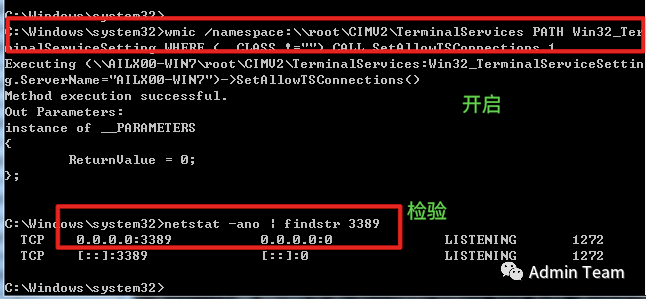 C:\Windows\system32>
C:\Windows\system32>wmic /namespace:\\root\CIMV2\TerminalServices PATH Win32_Ter
minalServiceSetting WHERE (__CLASS !="") CALL SetAllowTSConnections 1
Executing (\\AILX00-WIN7\root\CIMV2\TerminalServices:Win32_TerminalServiceSettin
g.ServerName="AILX00-WIN7")->SetAllowTSConnections()
Method execution successful.
Out Parameters:
instance of __PARAMETERS
{
        ReturnValue = 0;
};
开启
检验
C:\Windows\system32>netstat -ano | findstr 3389
  TCP    0.0.0.0:3389           0.0.0.0:0              LISTENING       1272
  TCP    [::]:3389              [::]:0                 LISTENING       1272
Admin Team
C:\Windows\system32>